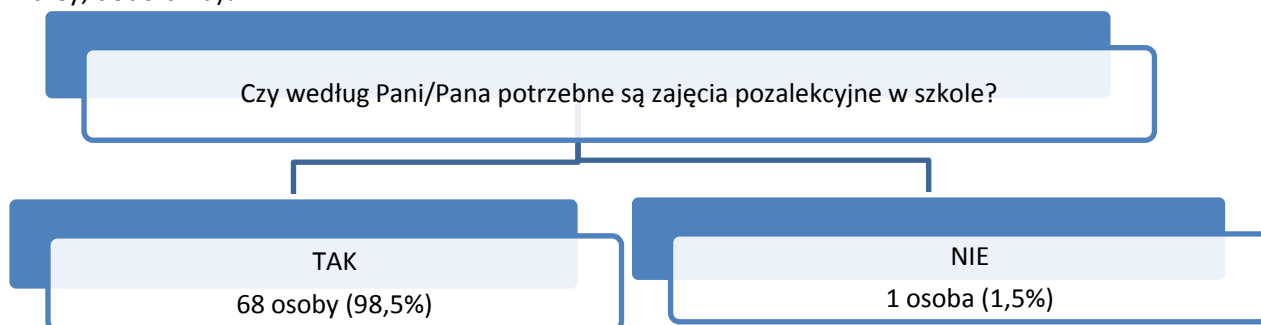 Czy według Pani/Pana potrzebne są zajęcia pozalekcyjne w szkole?
TAK
68 osoby (98,5%)
NIE
1 osoba (1,5%)